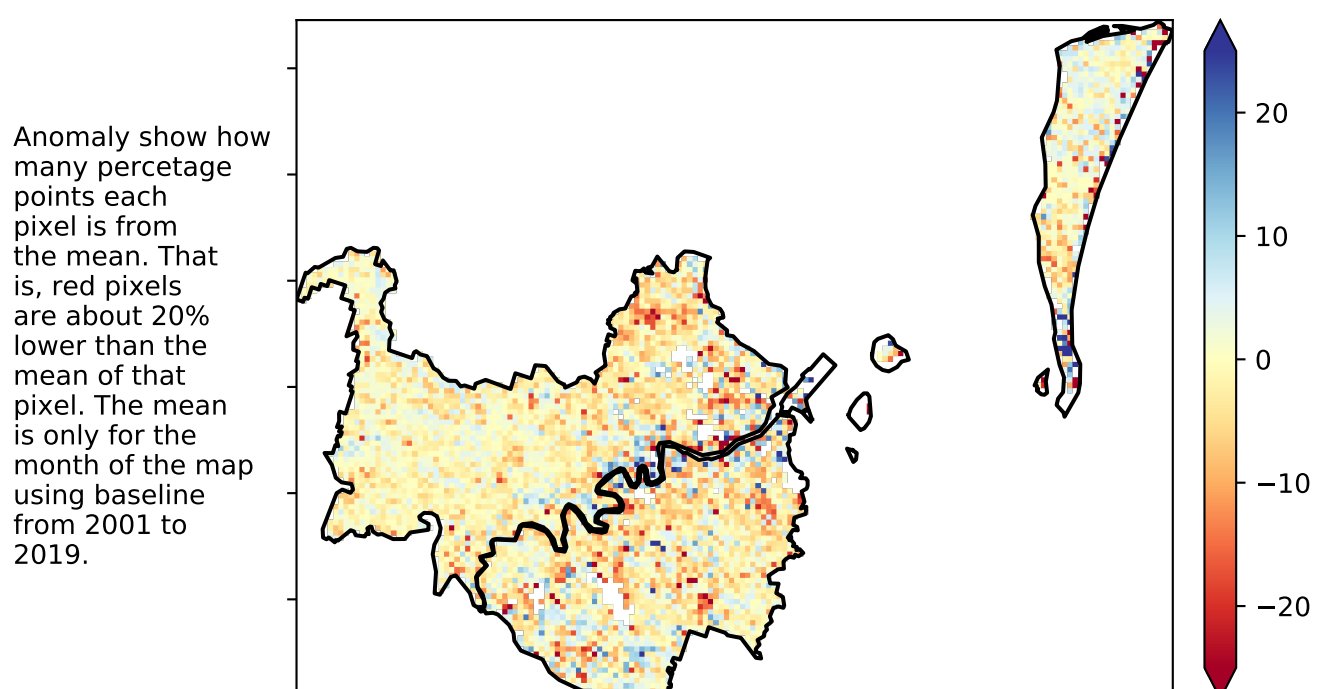 Anomaly show how
many percetage
points each
pixel is from
the mean. That
is, red pixels
are about 20%
lower than the
mean of that
pixel. The mean
is only for the
month of the map
using baseline
from 2001 to
2019.
20
10
0
−10
−20